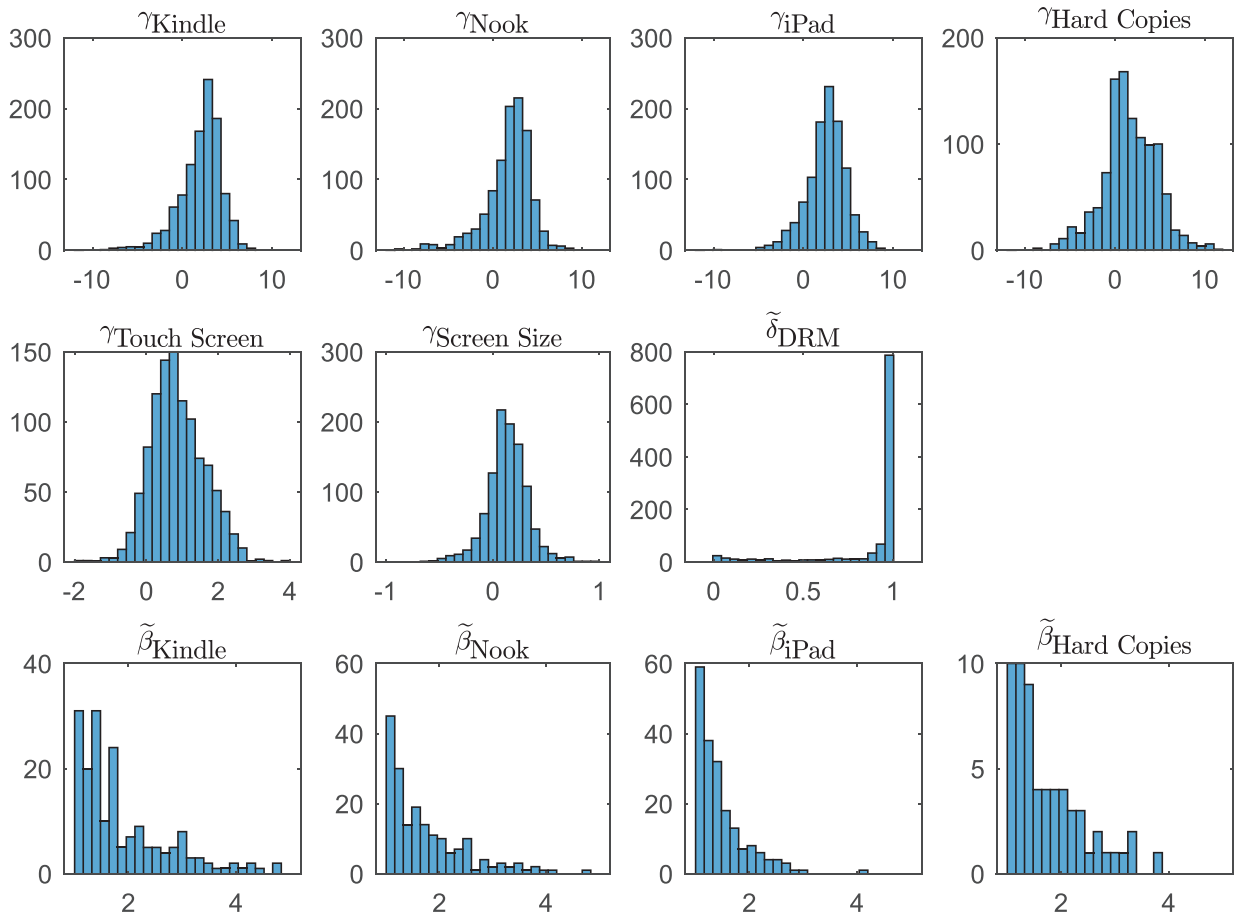 γKindle
300
200
100
0
-10 0 10
γNook
300
200
100
0
-10 0 10
γiPad
300
200
100
0
-10 0 10
γHard Copies
200
100
0
-10 0 10
γTouch Screen
150
100
50
0
-2 0 2 4
γScreen Size
300
200
100
0
-1 0 1
δ̃DRM
800
600
400
200
0
0 0.5 1
β̃Kindle
40
20
0
2 4
β̃Nook
60
40
20
0
2 4
β̃iPad
60
40
20
0
2 4
β̃Hard Copies
10
5
0
2 4